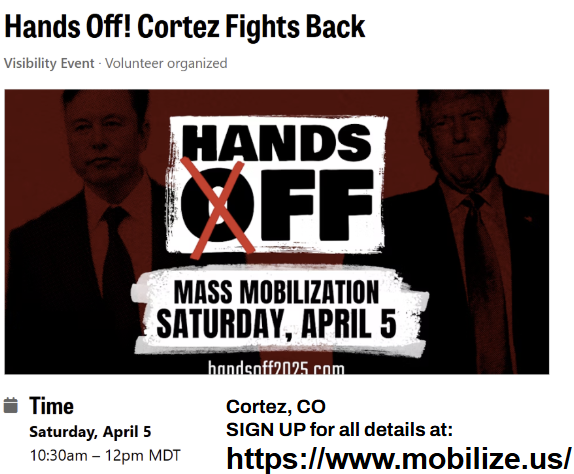 Hands Off! Cortez Fights Back
Visibility Event · Volunteer organized
HANDS
OFF
MASS MOBILIZATION
SATURDAY, APRIL 5
handsoff2025.com
Time
Saturday, April 5
10:30am – 12pm MDT
Cortez, CO
SIGN UP for all details at:
https://www.mobilize.us/